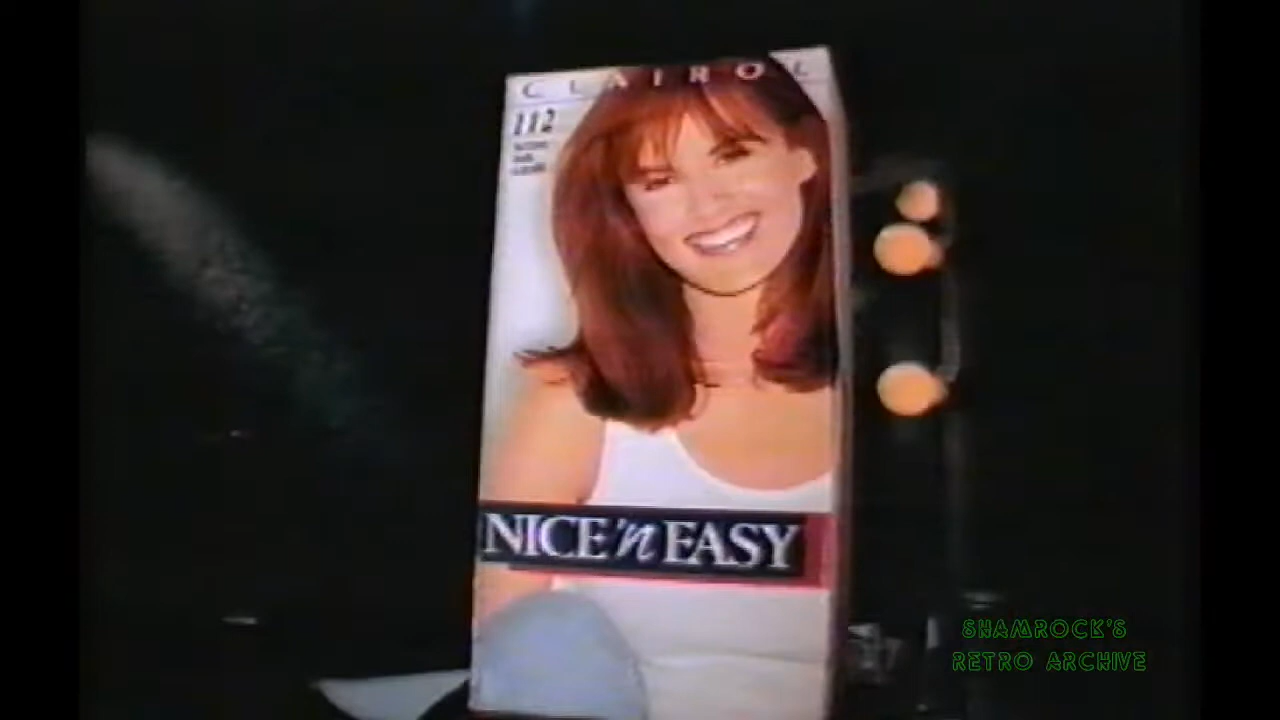 CLAIROL
112
NICE 'n EASY
SHAMROCK'S
RETRO ARCHIVE